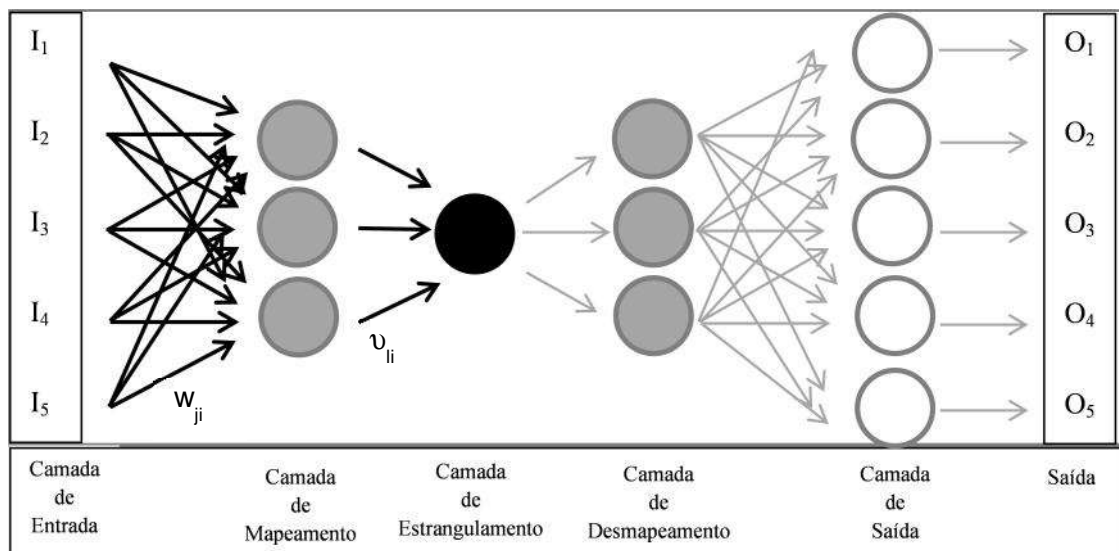 I1
I2
I3
I4
I5
wji
υli
O1
O2
O3
O4
O5
Camada
de
Entrada
Camada
de
Mapeamento
Camada
de
Estrangulamento
Camada
de
Desmapeamento
Camada
de
Saída
Saída